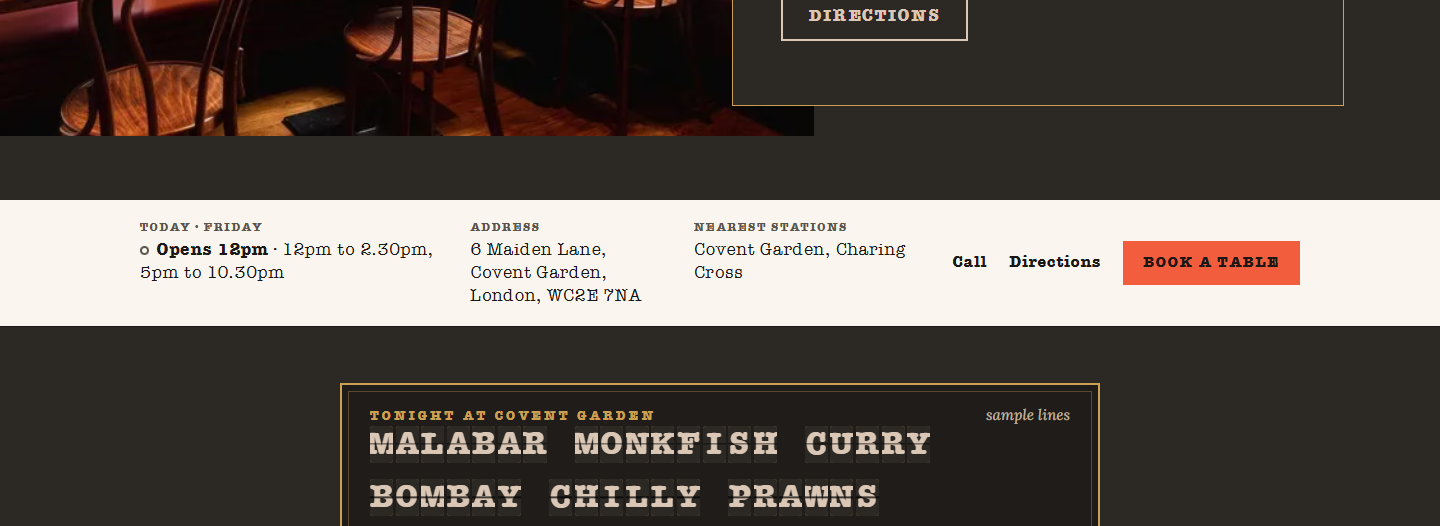 DIRECTIONS
TODAY · FRIDAY
Opens 12pm · 12pm to 2.30pm,
5pm to 10.30pm
ADDRESS
6 Maiden Lane,
Covent Garden,
London, WC2E 7NA
NEAREST STATIONS
Covent Garden, Charing
Cross
Call
Directions
BOOK A TABLE
TONIGHT AT COVENT GARDEN
sample lines
MALABAR MONKFISH CURRY
BOMBAY CHILLY PRAWNS